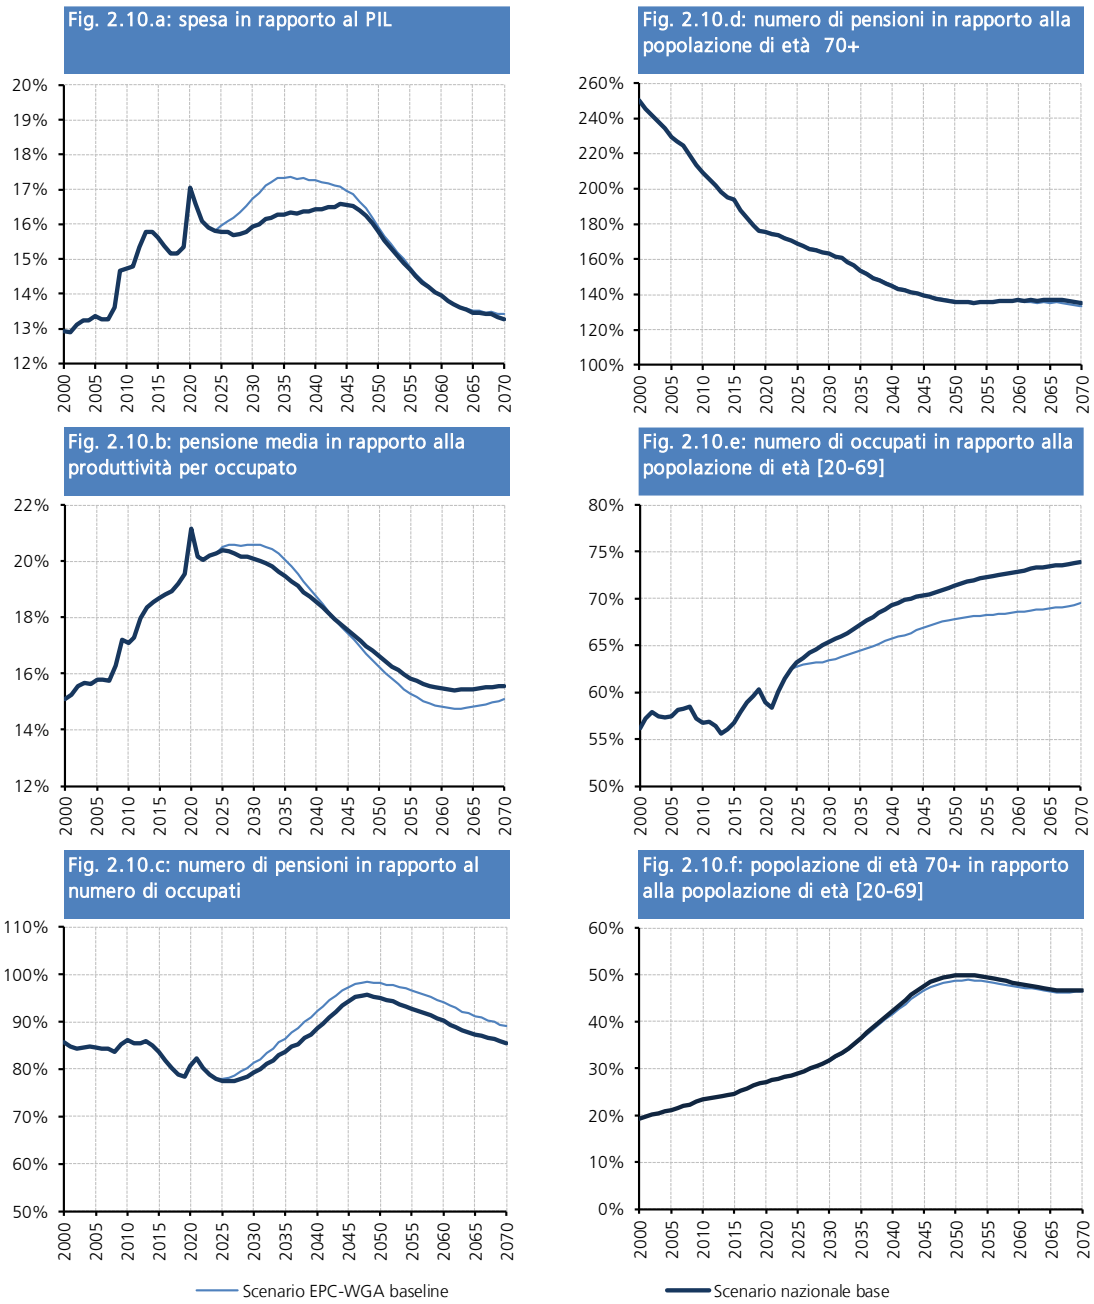 Fig. 2.10.a: spesa in rapporto al PIL
20%
19%
18%
17%
16%
15%
14%
13%
12%
2000 2005 2010 2015 2020 2025 2030 2035 2040 2045 2050 2055 2060 2065 2070
Fig. 2.10.d: numero di pensioni in rapporto alla
popolazione di età 70+
260%
240%
220%
200%
180%
160%
140%
120%
100%
2000 2005 2010 2015 2020 2025 2030 2035 2040 2045 2050 2055 2060 2065 2070
Fig. 2.10.b: pensione media in rapporto alla
produttività per occupato
22%
20%
18%
16%
14%
12%
2000 2005 2010 2015 2020 2025 2030 2035 2040 2045 2050 2055 2060 2065 2070
Fig. 2.10.e: numero di occupati in rapporto alla
popolazione di età [20-69]
80%
75%
70%
65%
60%
55%
50%
2000 2005 2010 2015 2020 2025 2030 2035 2040 2045 2050 2055 2060 2065 2070
Fig. 2.10.c: numero di pensioni in rapporto al
numero di occupati
110%
100%
90%
80%
70%
60%
50%
2000 2005 2010 2015 2020 2025 2030 2035 2040 2045 2050 2055 2060 2065 2070
Fig. 2.10.f: popolazione di età 70+ in rapporto
alla popolazione di età [20-69]
60%
50%
40%
30%
20%
10%
0%
2000 2005 2010 2015 2020 2025 2030 2035 2040 2045 2050 2055 2060 2065 2070
Scenario EPC-WGA baseline
Scenario nazionale base